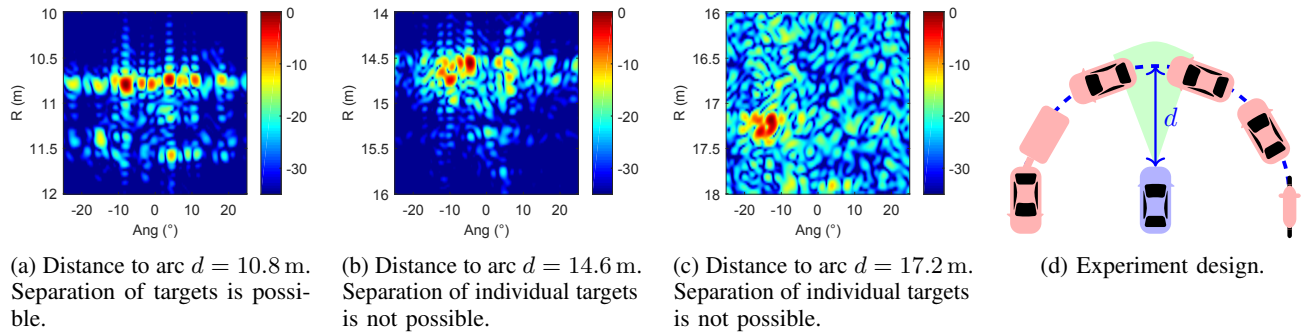 10
10.5
11
11.5
12
R (m)
-20
-10
0
10
20
Ang (°)
0
-10
-20
-30
14
14.5
15
15.5
16
R (m)
-20
-10
0
10
20
Ang (°)
0
-10
-20
-30
16
16.5
17
17.5
18
R (m)
-20
-10
0
10
20
Ang (°)
0
-10
-20
-30
d
(a) Distance to arc d = 10.8 m.
Separation of targets is possi-
ble.
(b) Distance to arc d = 14.6 m.
Separation of individual targets
is not possible.
(c) Distance to arc d = 17.2 m.
Separation of individual targets
is not possible.
(d) Experiment design.